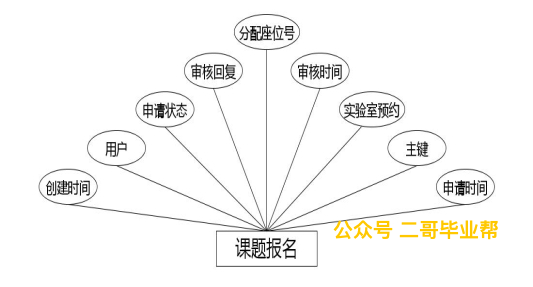 分配座位号
审核回复
审核时间
申请状态
实验室预约
用户
主键
创建时间
申请时间
公众号 二哥毕业帮
课题报名